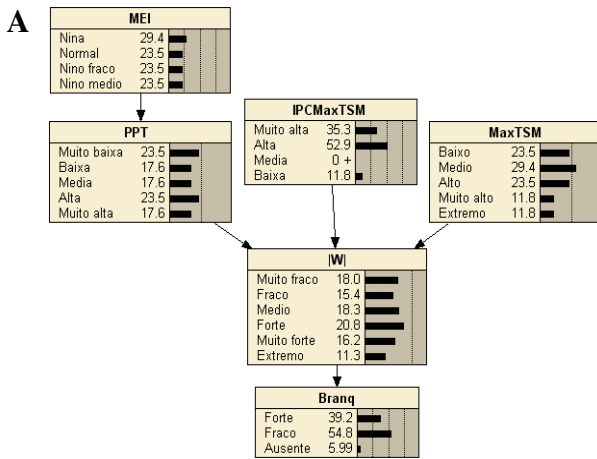 A
MEI
Nina 29.4
Normal 23.5
Nino fraco 23.5
Nino medio 23.5
PPT
Muito baixa 23.5
Baixa 17.6
Media 17.6
Alta 23.5
Muito alta 17.6
IPCMaxTSM
Muito alta 35.3
Alta 52.9
Media 0 +
Baixa 11.8
MaxTSM
Baixo 23.5
Medio 29.4
Alto 23.5
Muito alto 11.8
Extremo 11.8
|W|
Muito fraco 18.0
Fraco 15.4
Medio 18.3
Forte 20.8
Muito forte 16.2
Extremo 11.3
Branq
Forte 39.2
Fraco 54.8
Ausente 5.99